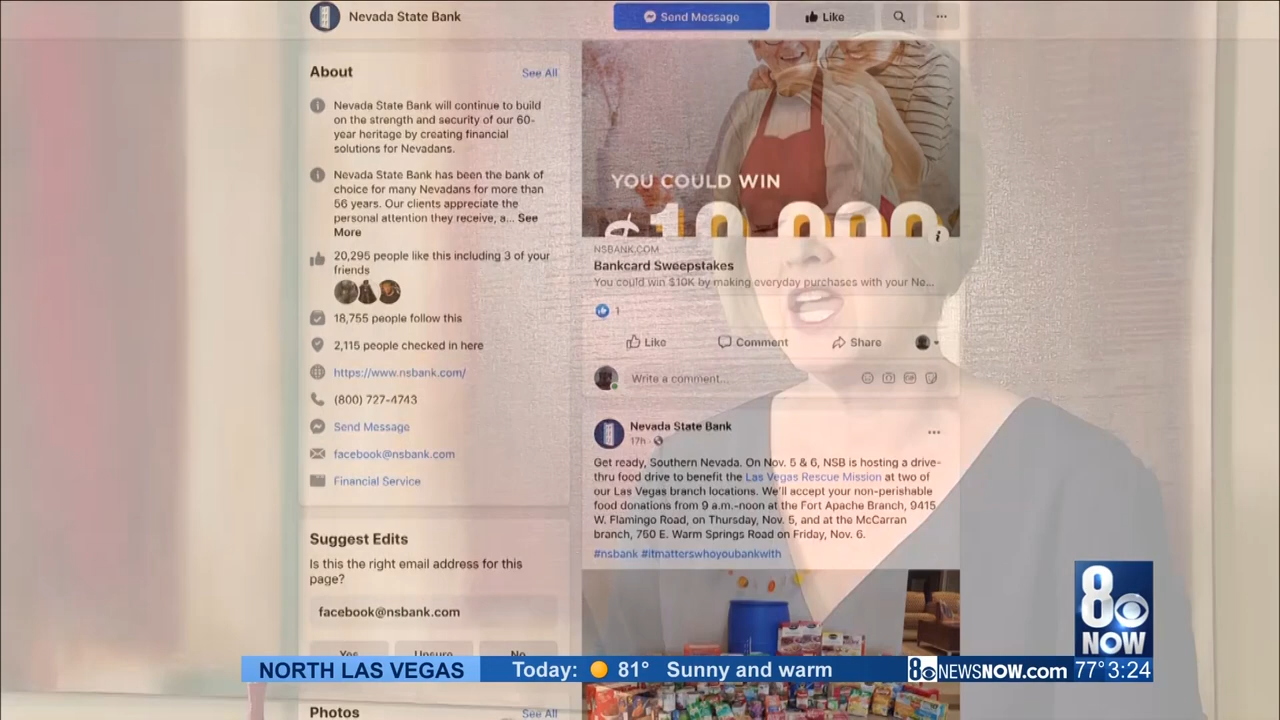 Nevada State Bank
Send Message
Like
About
See All
Nevada State Bank will continue to build
on the strength and security of our 60-
year heritage by creating financial
solutions for Nevadans.
Nevada State Bank has been the bank of
choice for many Nevadans for more than
56 years. Our clients appreciate the
personal attention they receive, a... See
More
20,295 people like this including 3 of your
friends
18,755 people follow this
2,115 people checked in here
https://www.nsbank.com/
(800) 727-4743
Send Message
facebook@nsbank.com
Financial Service
Suggest Edits
Is this the right email address for this
page?
facebook@nsbank.com
Yes
Unsure
No
Photos
See All
YOU COULD WIN
$10,000
NSBANK.COM
Bankcard Sweepstakes
You could win $10K by making everyday purchases with your Ne...
1
Like
Comment
Share
Write a comment...
GIF
Nevada State Bank
17h
Get ready, Southern Nevada. On Nov. 5 & 6, NSB is hosting a drive-
thru food drive to benefit the Las Vegas Rescue Mission at two of
our Las Vegas branch locations. We'll accept your non-perishable
food donations from 9 a.m.-noon at the Fort Apache Branch, 9415
W. Flamingo Road, on Thursday, Nov. 5, and at the McCarran
branch, 750 E. Warm Springs Road on Friday, Nov. 6.
#nsbank #itmatterswhoyoubankwith
8
NOW
NORTH LAS VEGAS
Today:
81°
Sunny and warm
8NEWSNOW.com
77°
3:24